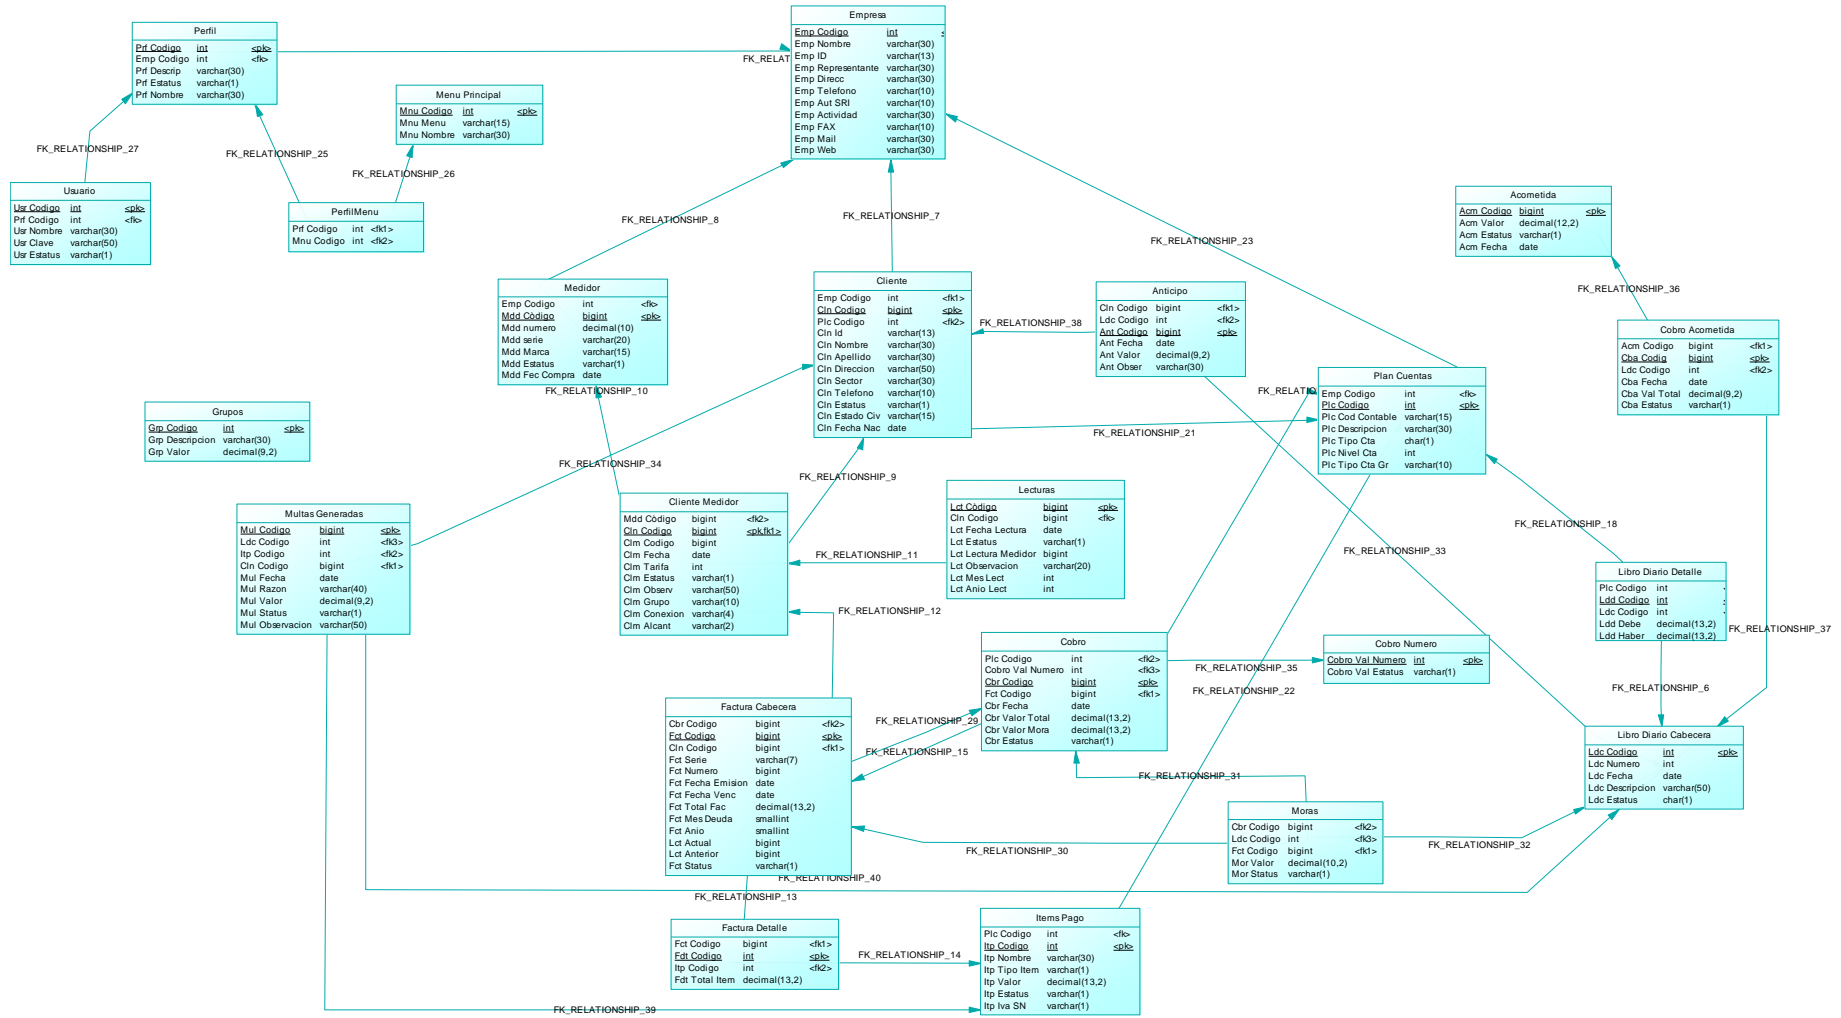 Empresa
Emp Codigo int <
Emp Nombre varchar(30)
Emp ID varchar(13)
Emp Representante varchar(30)
Emp Direcc varchar(30)
Emp Telefono varchar(10)
Emp Aut SRI varchar(10)
Emp Actividad varchar(30)
Emp FAX varchar(10)
Emp Mail varchar(30)
Emp Web varchar(30)
Perfil
Prf Codigo int <pk>
Emp Codigo int <fk>
Prf Descrip varchar(30)
Prf Estatus varchar(1)
Prf Nombre varchar(30)
FK_RELAT
Menu Principal
Mnu Codigo int <pk>
Mnu Menu varchar(15)
Mnu Nombre varchar(30)
FK_RELATIONSHIP_27
FK_RELATIONSHIP_25
FK_RELATIONSHIP_26
Usuario
Usr Codigo int <pk>
Prf Codigo int <fk>
Usr Nombre varchar(30)
Usr Clave varchar(50)
Usr Estatus varchar(1)
PerfilMenu
Prf Codigo int <fk1>
Mnu Codigo int <fk2>
FK_RELATIONSHIP_8
FK_RELATIONSHIP_7
FK_RELATIONSHIP_23
Acometida
Acm Codigo bigint <pk>
Acm Valor decimal(12,2)
Acm Estatus varchar(1)
Acm Fecha date
FK_RELATIONSHIP_36
Medidor
Emp Codigo int <fk>
Mdd Código bigint <pk>
Mdd numero decimal(10)
Mdd serie varchar(20)
Mdd Marca varchar(15)
Mdd Estatus varchar(1)
Mdd Fec Compra date
Cliente
Emp Codigo int <fk1>
Cln Codigo bigint <pk>
Plc Codigo int <fk2>
Cln Id varchar(13)
Cln Nombre varchar(30)
Cln Apellido varchar(30)
Cln Direccion varchar(50)
Cln Sector varchar(30)
Cln Telefono varchar(10)
Cln Estatus varchar(1)
Cln Estado Civ varchar(15)
Cln Fecha Nac date
FK_RELATIONSHIP_38
Anticipo
Cln Codigo bigint <fk1>
Ldc Codigo int <fk2>
Ant Codigo bigint <pk>
Ant Fecha date
Ant Valor decimal(9,2)
Ant Obser varchar(30)
Cobro Acometida
Acm Codigo bigint <fk1>
Cba Codig bigint <pk>
Ldc Codigo int <fk2>
Cba Fecha date
Cba Val Total decimal(9,2)
Cba Estatus varchar(1)
FK_RELATIONSHIP_10
FK_RELATIO
Plan Cuentas
Emp Codigo int <fk>
Plc Codigo int <pk>
Plc Cod Contable varchar(15)
Plc Descripcion varchar(30)
Plc Tipo Cta char(1)
Plc Nivel Cta int
Plc Tipo Cta Gr varchar(10)
Grupos
Grp Codigo int <pk>
Grp Descripcion varchar(30)
Grp Valor decimal(9,2)
FK_RELATIONSHIP_21
FK_RELATIONSHIP_34
FK_RELATIONSHIP_9
Multas Generadas
Mul Codigo bigint <pk>
Ldc Codigo int <fk3>
Itp Codigo int <fk2>
Cln Codigo bigint <fk1>
Mul Fecha date
Mul Razon varchar(40)
Mul Valor decimal(9,2)
Mul Status varchar(1)
Mul Observacion varchar(50)
Cliente Medidor
Mdd Código bigint <fk2>
Cln Codigo bigint <pk,fk1>
Clm Codigo bigint
Clm Fecha date
Clm Tarifa int
Clm Estatus varchar(1)
Clm Observ varchar(50)
Clm Grupo varchar(10)
Clm Conexion varchar(4)
Clm Alcant varchar(2)
Lecturas
Lct Código bigint <pk>
Cln Codigo bigint <fk>
Lct Fecha Lectura date
Lct Estatus varchar(1)
Lct Lectura Medidor bigint
Lct Observacion varchar(20)
Lct Mes Lect int
Lct Anio Lect int
FK_RELATIONSHIP_11
FK_RELATIONSHIP_18
FK_RELATIONSHIP_33
Libro Diario Detalle
Plc Codigo int
Ldd Codigo int
Ldc Codigo int
Ldd Debe decimal(13,2)
Ldd Haber decimal(13,2)
FK_RELATIONSHIP_12
FK_RELATIONSHIP_37
Cobro
Plc Codigo int <fk2>
Cobro Val Numero int <fk3>
Cbr Codigo bigint <pk>
Fct Codigo bigint <fk1>
Cbr Fecha date
Cbr Valor Total decimal(13,2)
Cbr Valor Mora decimal(13,2)
Cbr Estatus varchar(1)
Cobro Numero
Cobro Val Numero int <pk>
Cobro Val Estatus varchar(1)
FK_RELATIONSHIP_35
FK_RELATIONSHIP_22
FK_RELATIONSHIP_6
Factura Cabecera
Cbr Codigo bigint <fk2>
Fct Codigo bigint <pk>
Cln Codigo bigint <fk1>
Fct Serie varchar(7)
Fct Numero bigint
Fct Fecha Emision date
Fct Fecha Venc date
Fct Total Fac decimal(13,2)
Fct Mes Deuda smallint
Fct Anio smallint
Lct Actual bigint
Lct Anterior bigint
Fct Status varchar(1)
FK_RELATIONSHIP_29
FK_RELATIONSHIP_15
FK_RELATIONSHIP_31
Libro Diario Cabecera
Ldc Codigo int <pk>
Ldc Numero int
Ldc Fecha date
Ldc Descripcion varchar(50)
Ldc Estatus char(1)
Moras
Cbr Codigo bigint <fk2>
Ldc Codigo int <fk3>
Fct Codigo bigint <fk1>
Mor Valor decimal(10,2)
Mor Status varchar(1)
FK_RELATIONSHIP_30
FK_RELATIONSHIP_32
FK_RELATIONSHIP_40
FK_RELATIONSHIP_13
Factura Detalle
Fct Codigo bigint <fk1>
Fdt Codigo int <pk>
Itp Codigo int <fk2>
Fdt Total Item decimal(13,2)
FK_RELATIONSHIP_14
Items Pago
Plc Codigo int <fk>
Itp Codigo int <pk>
Itp Nombre varchar(30)
Itp Tipo Item varchar(1)
Itp Valor decimal(13,2)
Itp Estatus varchar(1)
Itp Iva SN varchar(1)
FK_RELATIONSHIP_39